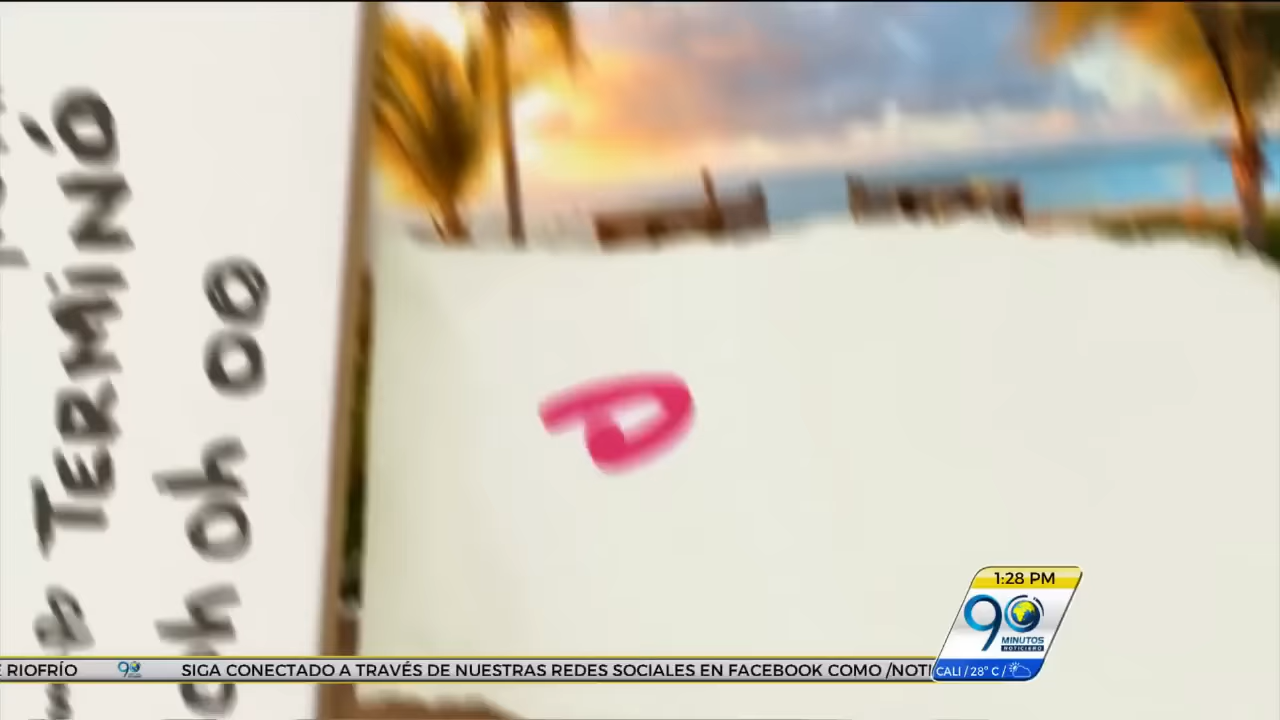 TERMINÓ
oh oh oo
D
1:28 PM
90
MINUTOS
NOTICIERO
CALI / 28° C /
E RIOFRÍO
90
SIGA CONECTADO A TRAVÉS DE NUESTRAS REDES SOCIALES EN FACEBOOK COMO /NOTI